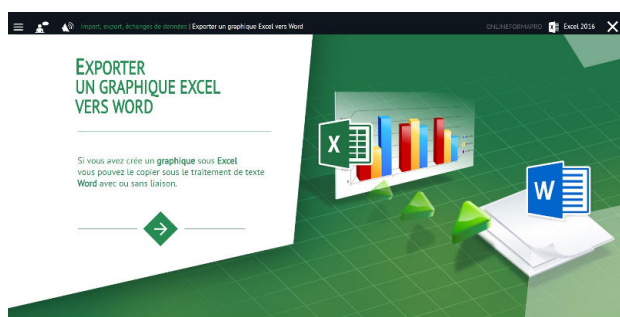 Import, export, échanges de données | Exporter un graphique Excel vers Word
ONLINEFORMAPRO Excel 2016
EXPORTER
UN GRAPHIQUE EXCEL
VERS WORD
Si vous avez crée un graphique sous Excel
vous pouvez le copier sous le traitement de texte
Word avec ou sans liaison.
X
W